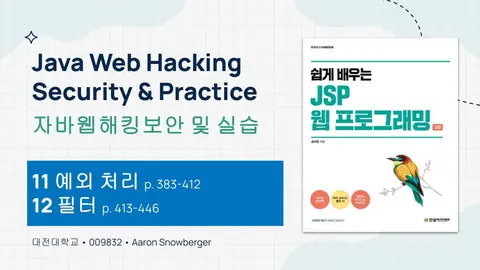 Java Web Hacking
Security & Practice
자바웹해킹보안 및 실습
11 예외 처리 p. 383-412
12 필터 p. 413-446
대전대학교 • 009832 • Aaron Snowberger
쉽게 배우는
JSP
웹 프로그래밍